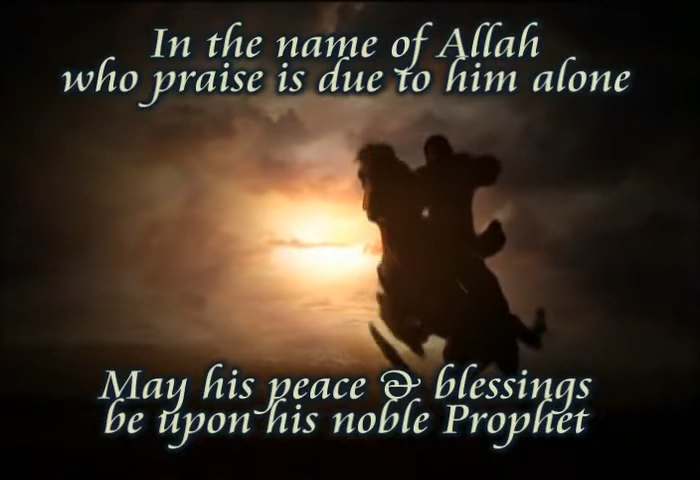 In the name of Allah
who praise is due to him alone
May his peace & blessings
be upon his noble Prophet